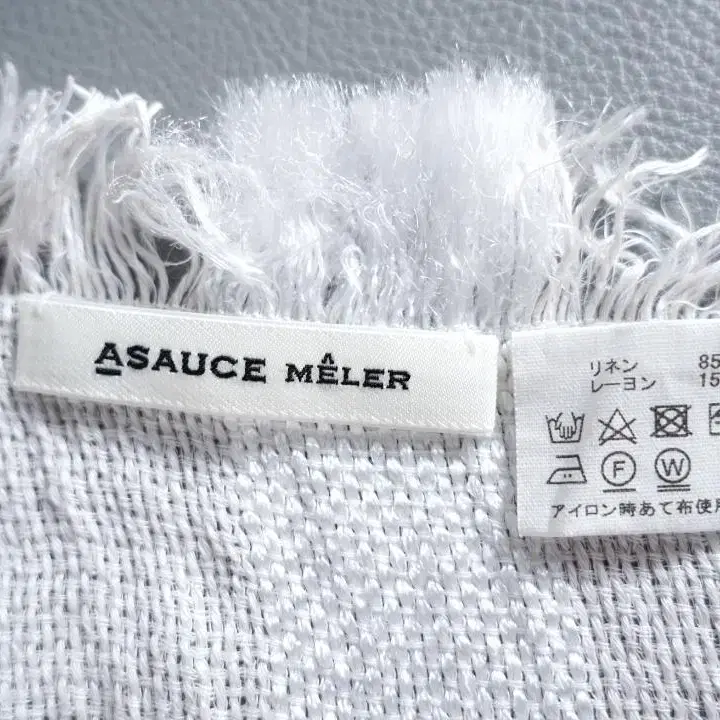 ASAUCE MÊLER
リネン 85
レーヨン 15
F W
アイロン時あて布使用